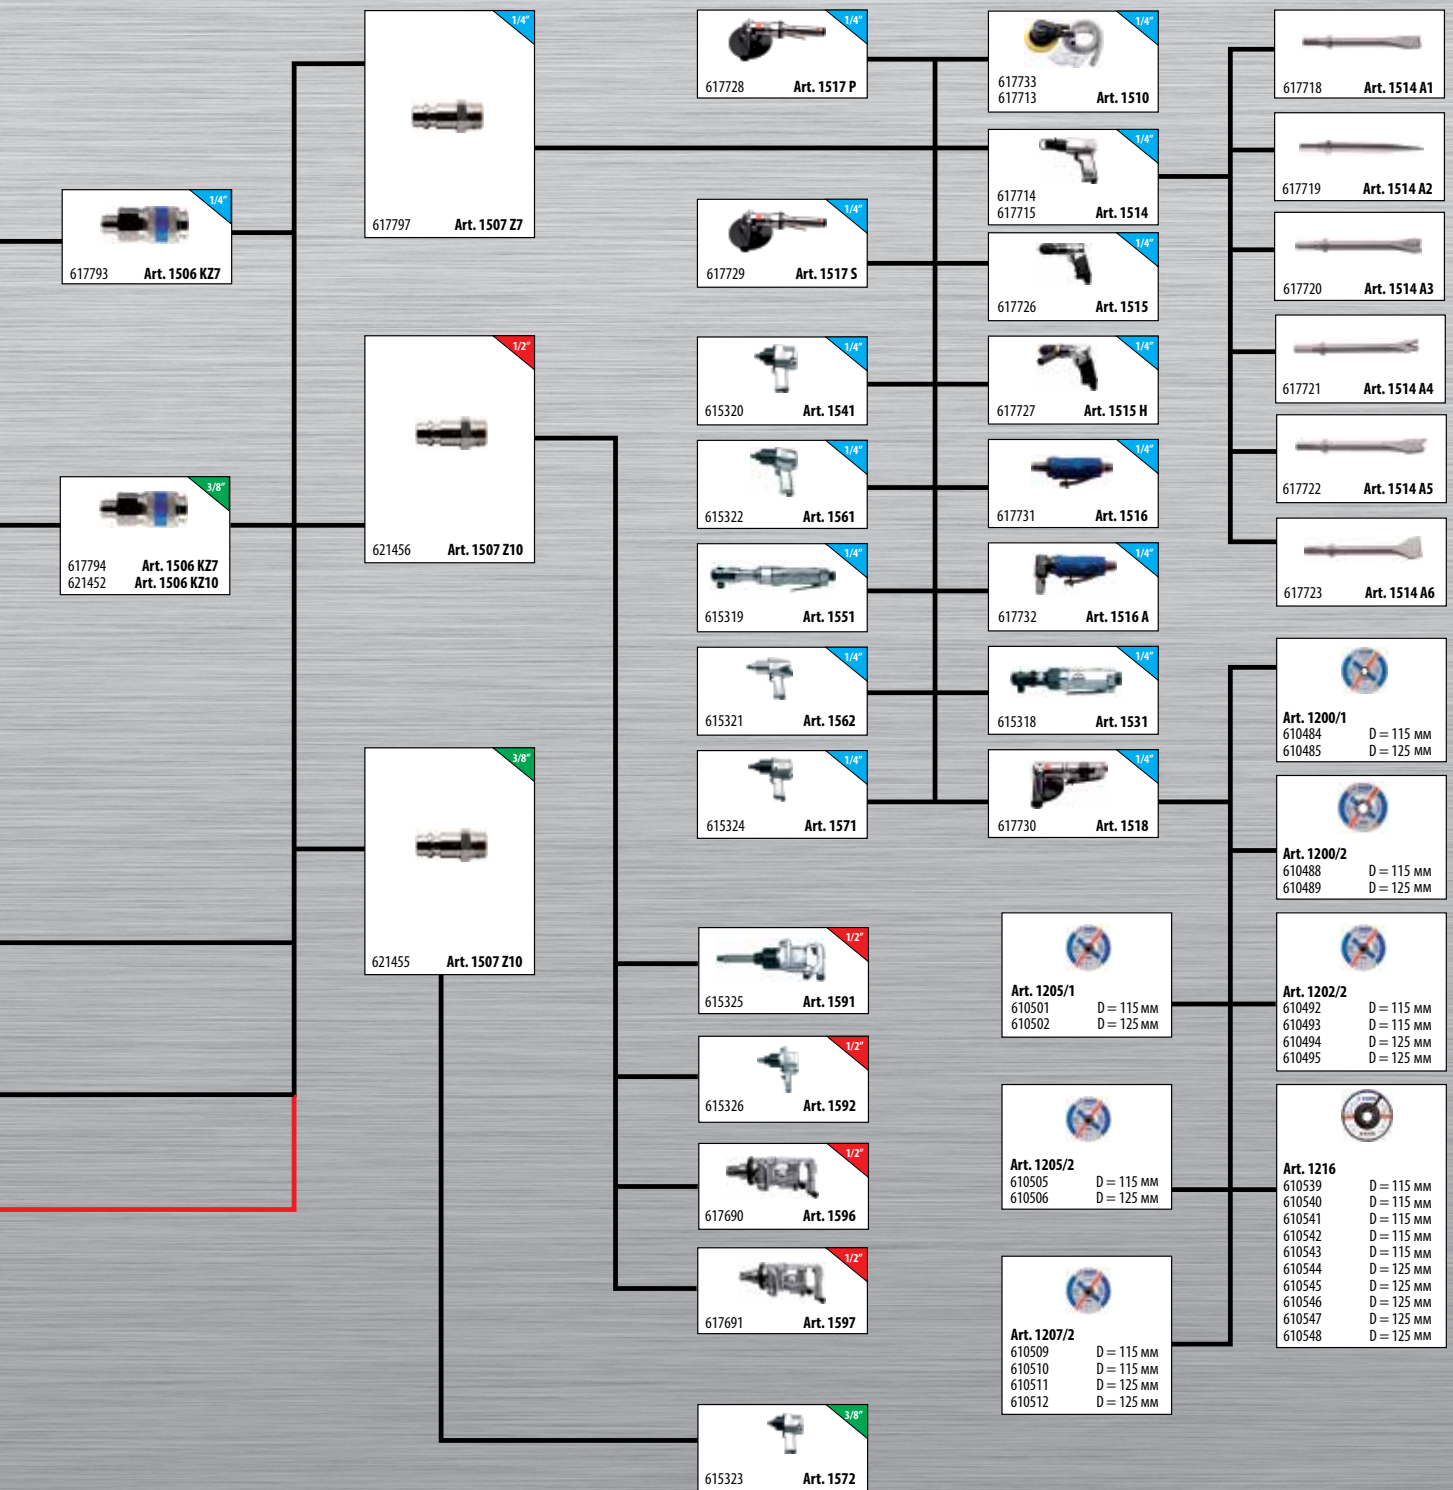 1/4"
617793 Art. 1506 KZ7
3/8"
617794 Art. 1506 KZ7
621452 Art. 1506 KZ10
1/4"
617797 Art. 1507 Z7
1/2"
621456 Art. 1507 Z10
3/8"
621455 Art. 1507 Z10
1/4"
617728 Art. 1517 P
1/4"
617729 Art. 1517 S
1/4"
615320 Art. 1541
1/4"
615322 Art. 1561
1/4"
615319 Art. 1551
1/4"
615321 Art. 1562
1/4"
615324 Art. 1571
1/2"
615325 Art. 1591
1/2"
615326 Art. 1592
1/2"
617690 Art. 1596
1/2"
617691 Art. 1597
3/8"
615323 Art. 1572
1/4"
617733
617713 Art. 1510
1/4"
617714
617715 Art. 1514
1/4"
617726 Art. 1515
1/4"
617727 Art. 1515 H
1/4"
617731 Art. 1516
1/4"
617732 Art. 1516 A
1/4"
615318 Art. 1531
1/4"
617730 Art. 1518
Art. 1205/1
610501 D = 115 мм
610502 D = 125 мм
Art. 1205/2
610505 D = 115 мм
610506 D = 125 мм
Art. 1207/2
610509 D = 115 мм
610510 D = 115 мм
610511 D = 125 мм
610512 D = 125 мм
617718 Art. 1514 A1
617719 Art. 1514 A2
617720 Art. 1514 A3
617721 Art. 1514 A4
617722 Art. 1514 A5
617723 Art. 1514 A6
Art. 1200/1
610484 D = 115 мм
610485 D = 125 мм
Art. 1200/2
610488 D = 115 мм
610489 D = 125 мм
Art. 1202/2
610492 D = 115 мм
610493 D = 115 мм
610494 D = 125 мм
610495 D = 125 мм
Art. 1216
610539 D = 115 мм
610540 D = 115 мм
610541 D = 115 мм
610542 D = 115 мм
610543 D = 115 мм
610544 D = 125 мм
610545 D = 125 мм
610546 D = 125 мм
610547 D = 125 мм
610548 D = 125 мм